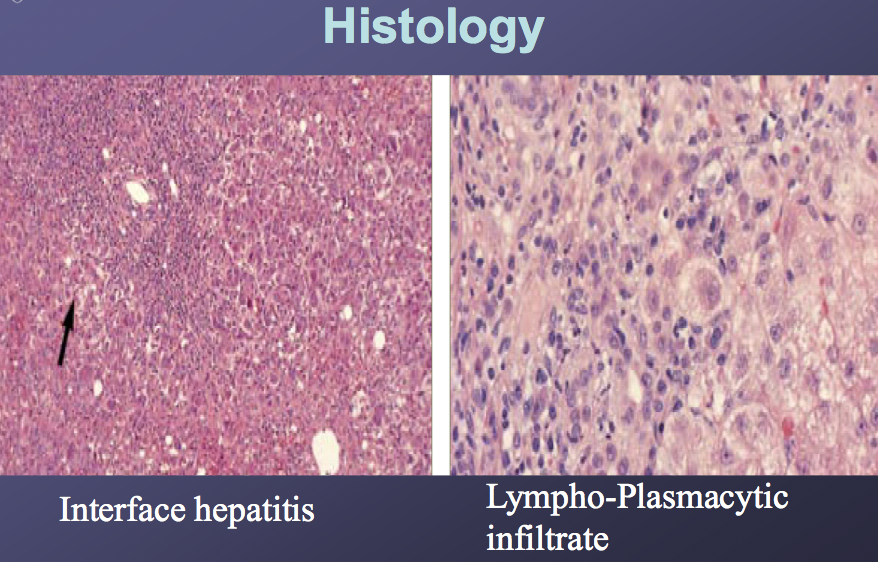 Histology
Interface hepatitis
Lympho-Plasmacytic
infiltrate